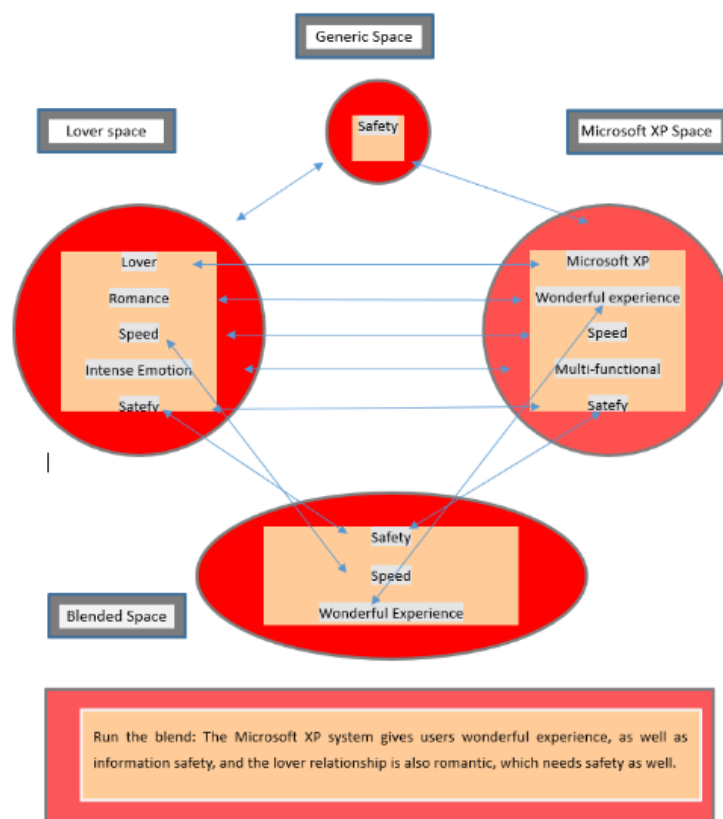 Generic Space
Safety
Lover space
Microsoft XP Space
Lover
Romance
Speed
Intense Emotion
Satefy
Microsoft XP
Wonderful experience
Speed
Multi-functional
Satefy
Safety
Speed
Wonderful Experience
Blended Space
Run the blend: The Microsoft XP system gives users wonderful experience, as well as
information safety, and the lover relationship is also romantic, which needs safety as well.